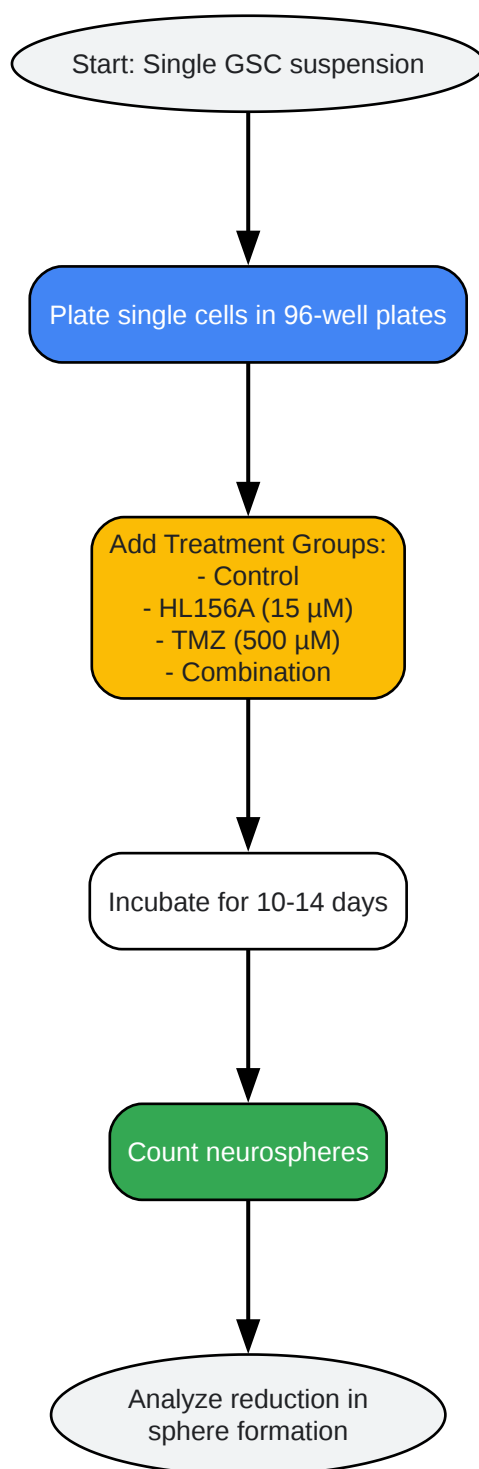 Start: Single GSC suspension
Plate single cells in 96-well plates
Add Treatment Groups:
- Control
- HL156A (15 µM)
- TMZ (500 µM)
- Combination
Incubate for 10-14 days
Count neurospheres
Analyze reduction in
sphere formation